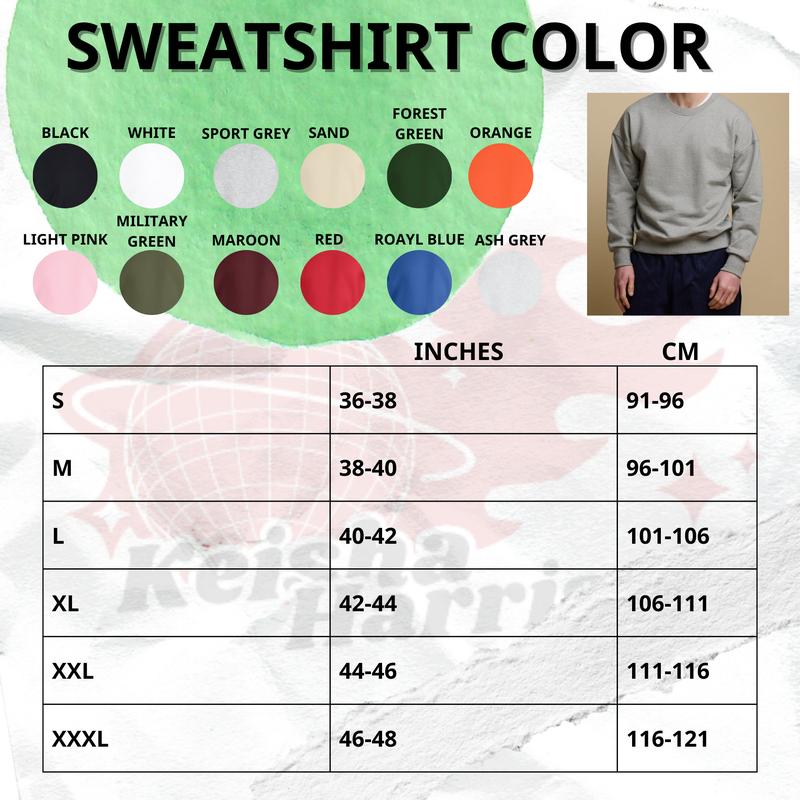 SWEATSHIRT COLOR
BLACK
WHITE
SPORT GREY
SAND
FOREST
GREEN
ORANGE
LIGHT PINK
MILITARY
GREEN
MAROON
RED
ROAYL BLUE
ASH GREY
INCHES CM
S 36-38 91-96
M 38-40 96-101
L 40-42 101-106
XL 42-44 106-111
XXL 44-46 111-116
XXXL 46-48 116-121
Keisha
Harris